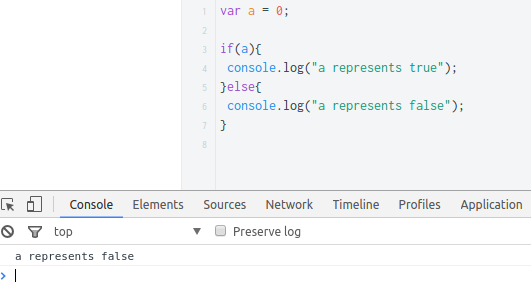 1 var a = 0;
2
3 if(a){
4 console.log("a represents true");
5 }else{
6 console.log("a represents false");
7 }
8
Console Elements Sources Network Timeline Profiles Application
top Preserve log
a represents false